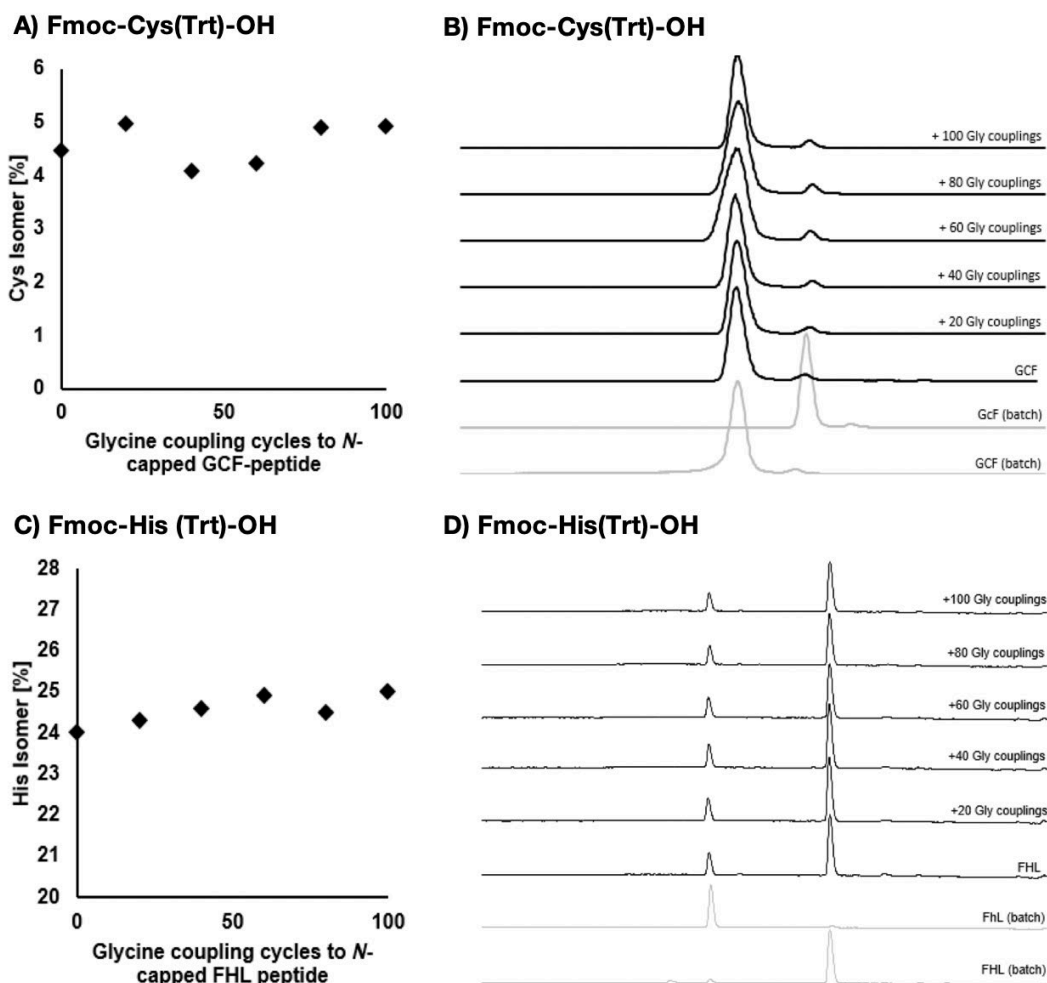 A) Fmoc-Cys(Trt)-OH
Cys Isomer [%]
6
5
4
3
2
1
0
0
50
100
Glycine coupling cycles to N-
capped GCF-peptide
B) Fmoc-Cys(Trt)-OH
+ 100 Gly couplings
+ 80 Gly couplings
+ 60 Gly couplings
+ 40 Gly couplings
+ 20 Gly couplings
GCF
GcF (batch)
GCF (batch)
C) Fmoc-His (Trt)-OH
His Isomer [%]
28
27
26
25
24
23
22
21
20
0
50
100
Glycine coupling cycles to N-
capped FHL peptide
D) Fmoc-His(Trt)-OH
+100 Gly couplings
+80 Gly couplings
+60 Gly couplings
+40 Gly couplings
+20 Gly couplings
FHL
FhL (batch)
FHL (batch)